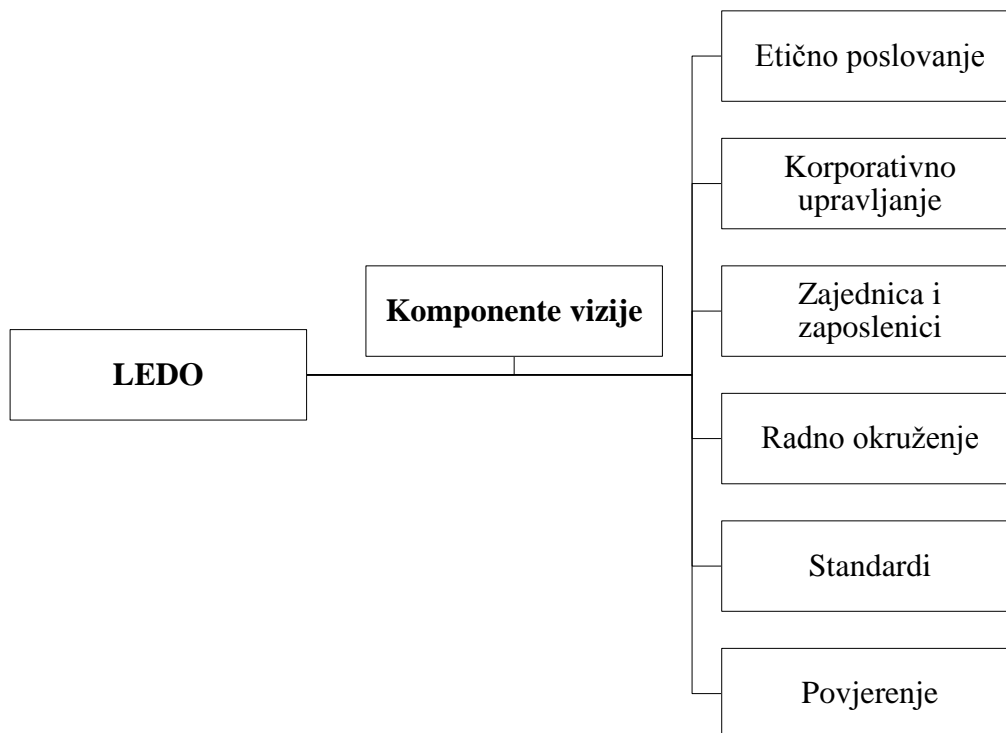 LEDO
Komponente vizije
Etično poslovanje
Korporativno
upravljanje
Zajednica i
zaposlenici
Radno okruženje
Standardi
Povjerenje